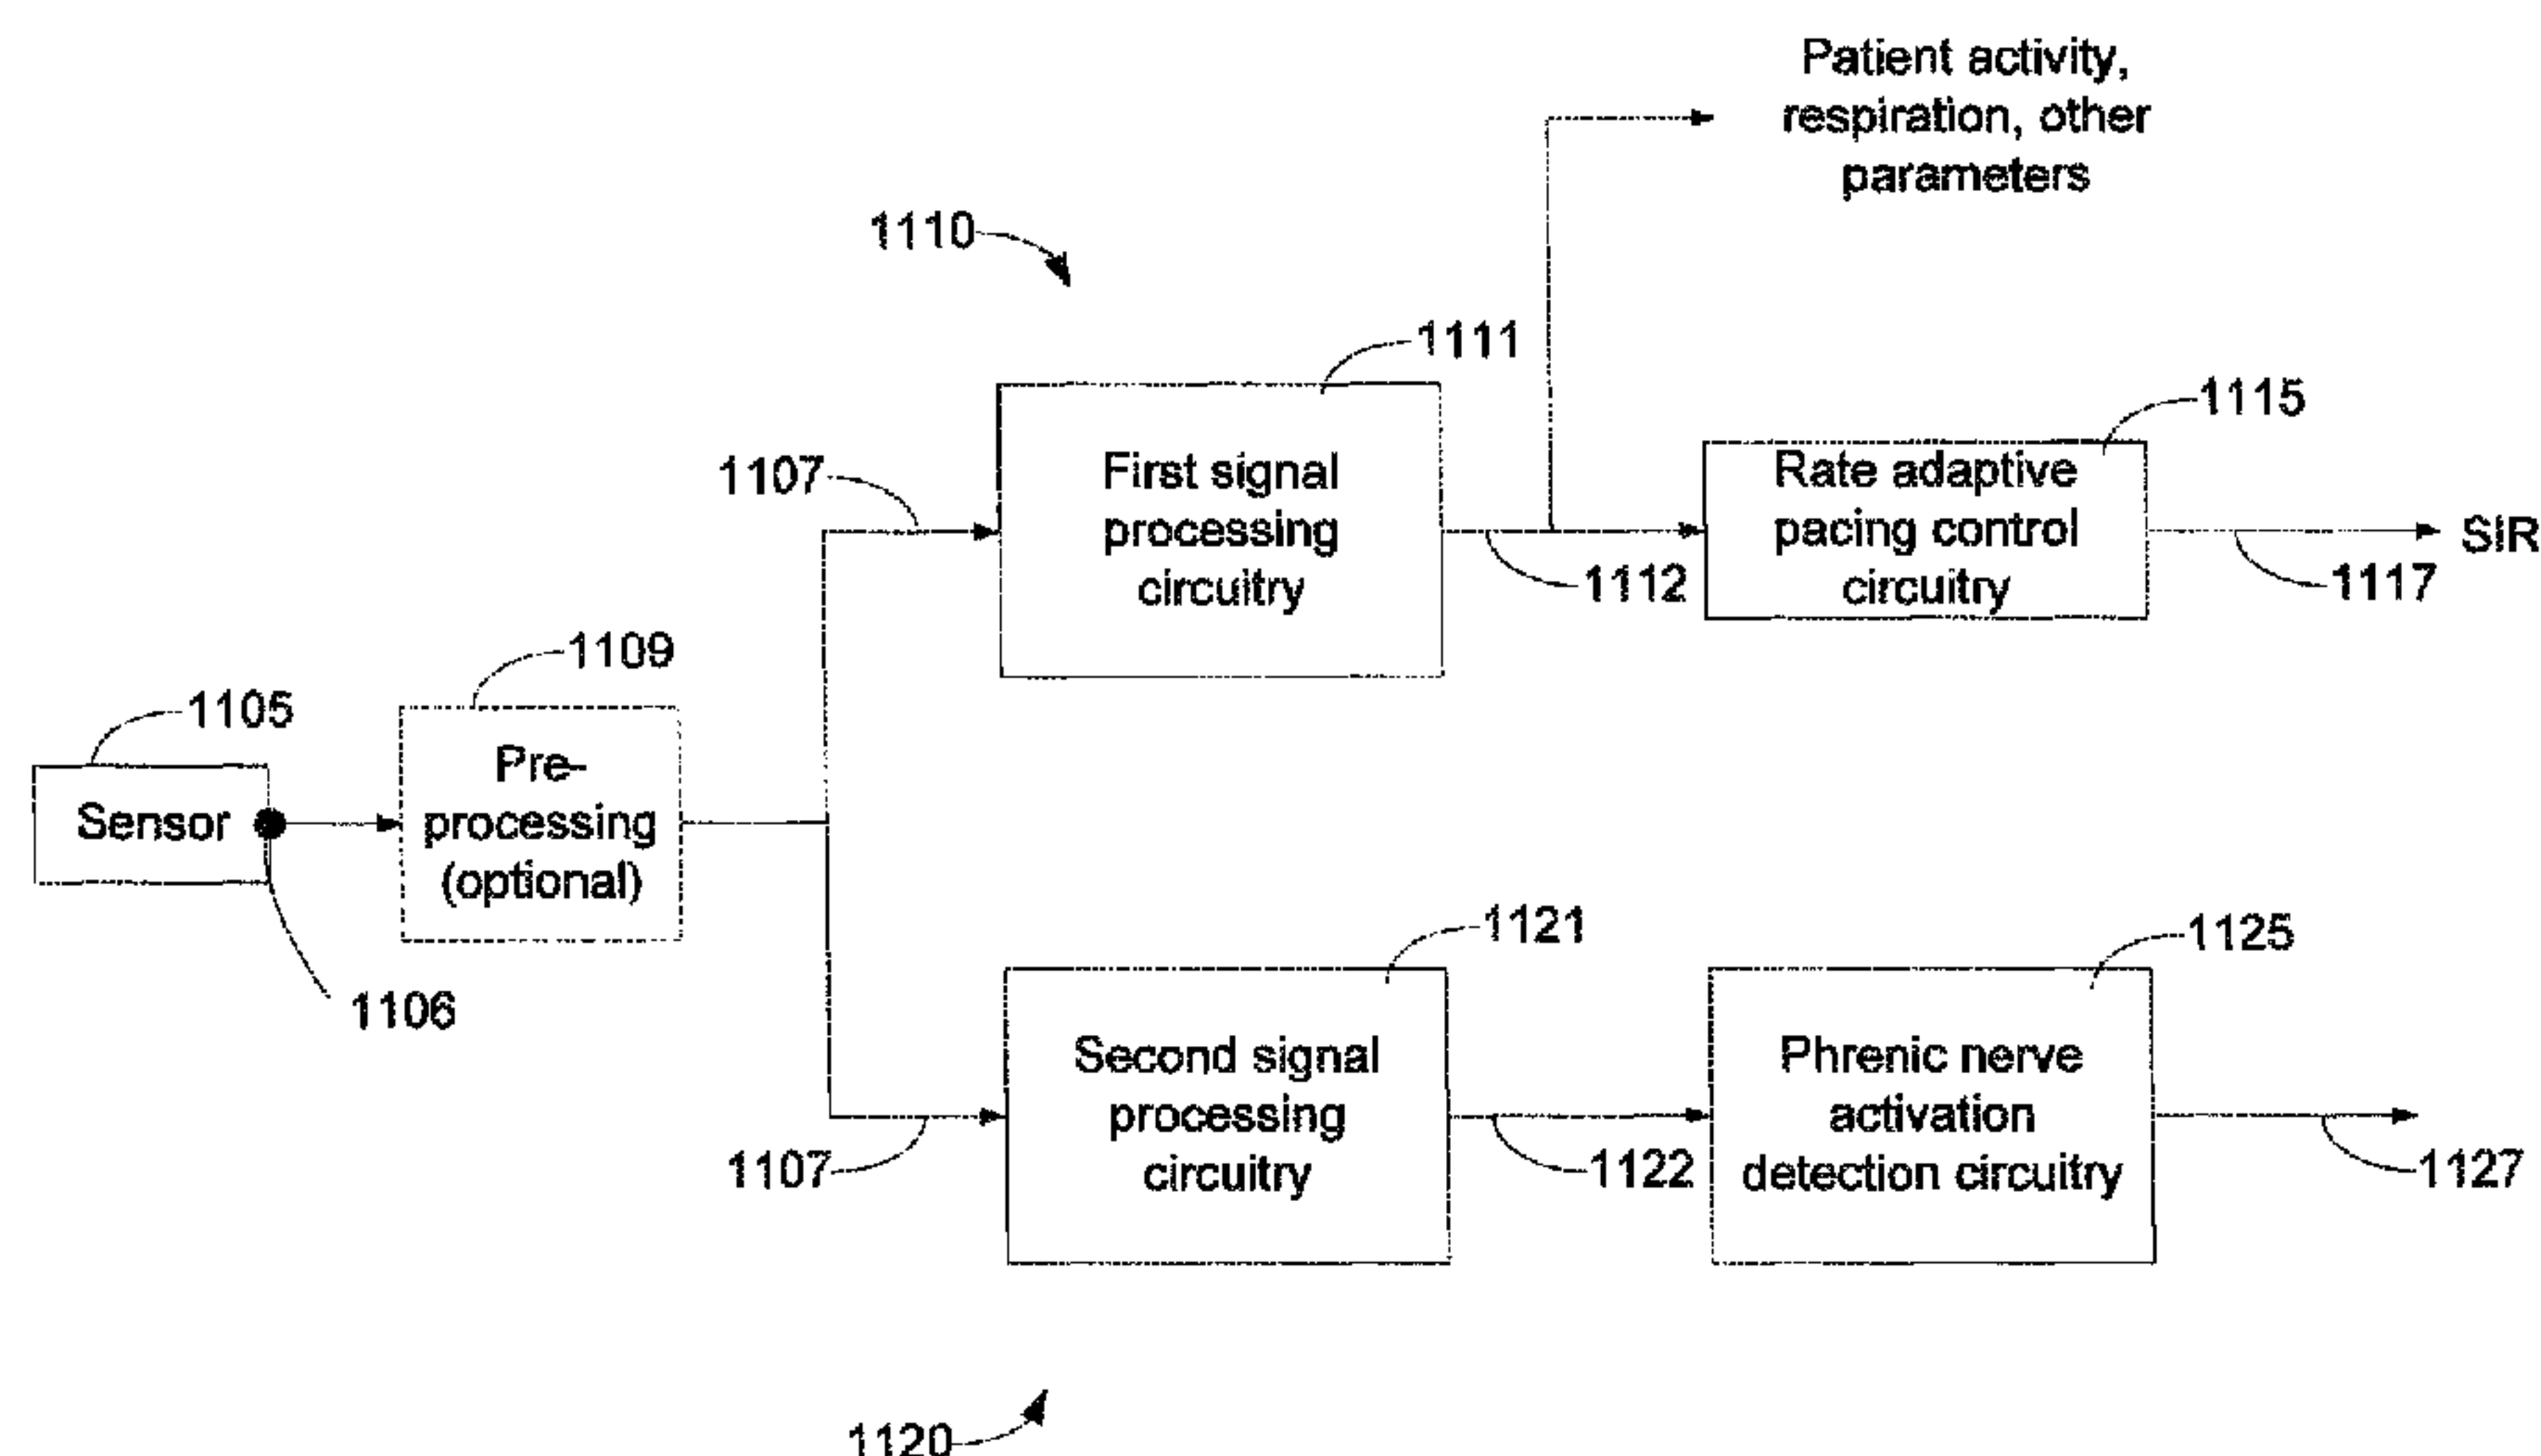 Patient activity,
respiration, other
parameters
1110
1111
1115
1107
First signal
processing
circuitry
Rate adaptive
pacing control
circuitry
SIR
1112
1117
1109
1105
Pre-
processing
(optional)
Sensor
1106
1121
1125
Second signal
processing
circuitry
Phrenic nerve
activation
detection circuitry
1107
1122
1127
1120